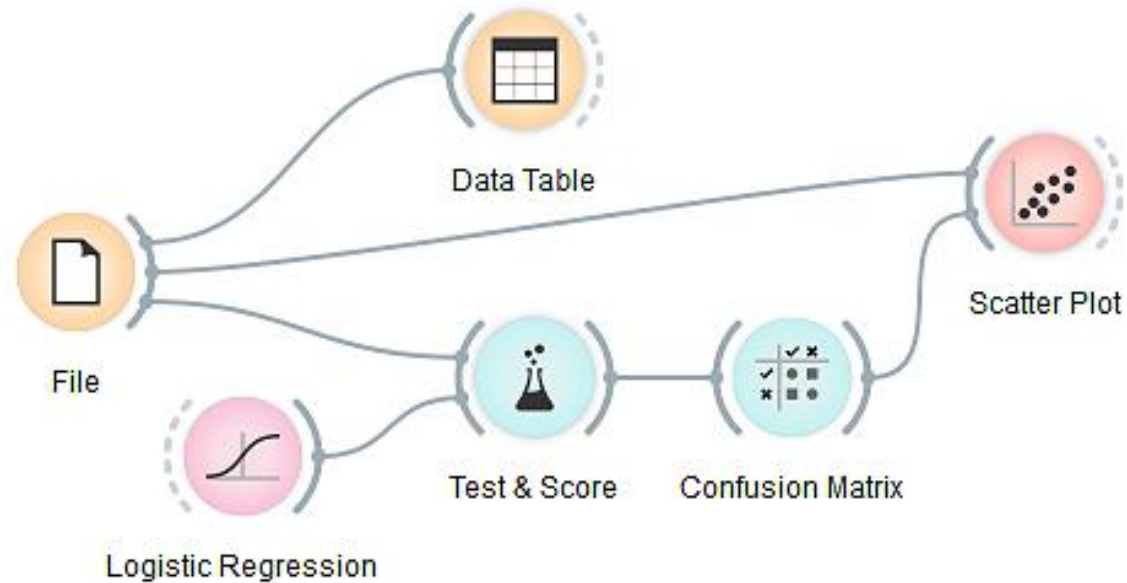 Data Table
Scatter Plot
File
Test & Score
Confusion Matrix
Logistic Regression